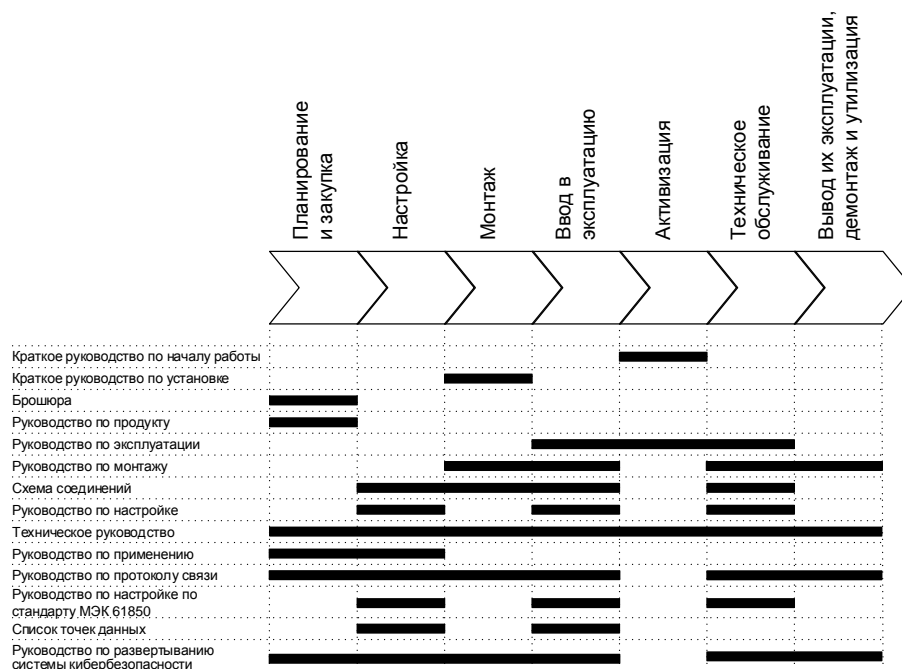 Планирование
и закупка
Настройка
Монтаж
Ввод в
эксплуатацию
Активизация
Техническое
обслуживание
Вывод их эксплуатации,
демонтаж и утилизация
Краткое руководство по началу работы
Краткое руководство по установке
Брошюра
Руководство по продукту
Руководство по эксплуатации
Руководство по монтажу
Схема соединений
Руководство по настройке
Техническое руководство
Руководство по применению
Руководство по протоколу связи
Руководство по настройке по
стандарту МЭК 61850
Список точек данных
Руководство по развертыванию
системы кибербезопасности